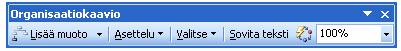 Organisaatiokaavio
Lisää muoto Asettelu Valitse Sovita teksti 100%